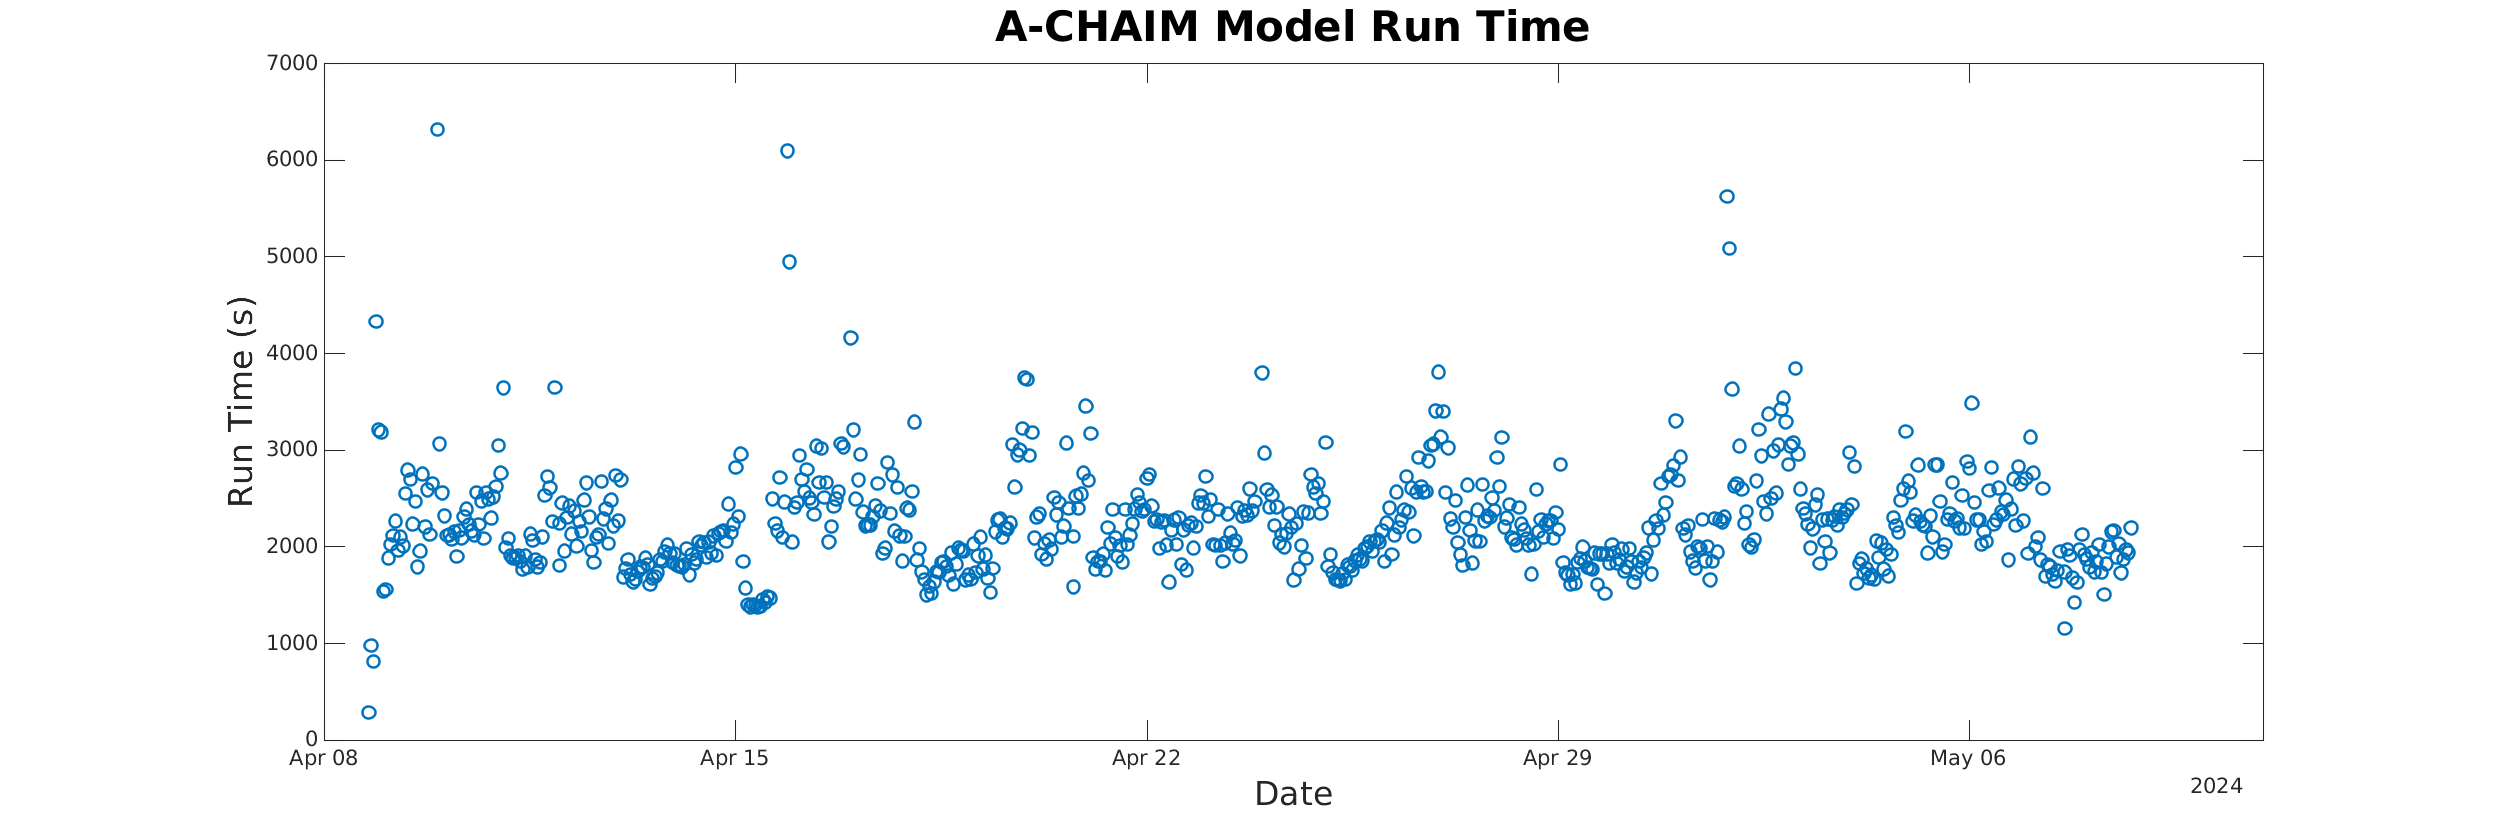 A-CHAIM Model Run Time
7000
6000
5000
4000
3000
2000
1000
0
Run Time (s)
Apr 08
Apr 15
Apr 22
Apr 29
May 06
2024
Date